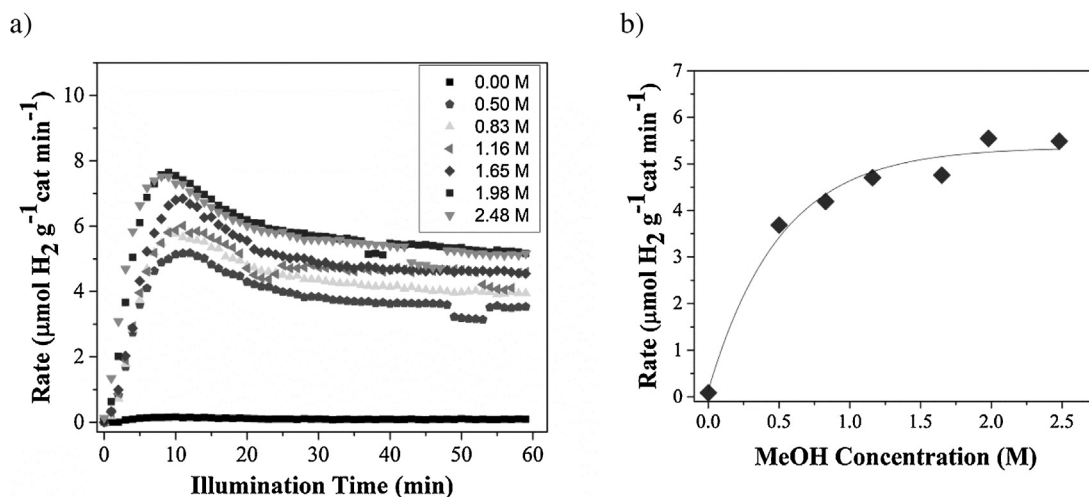 a)
Rate (μmol H2 g-1cat min-1)
10
8
6
4
2
0
0.00 M
0.50 M
0.83 M
1.16 M
1.65 M
1.98 M
2.48 M
0 10 20 30 40 50 60
Illumination Time (min)
b)
Rate (μmol H2 g-1cat min-1)
7
6
5
4
3
2
1
0
0.0 0.5 1.0 1.5 2.0 2.5
MeOH Concentration (M)